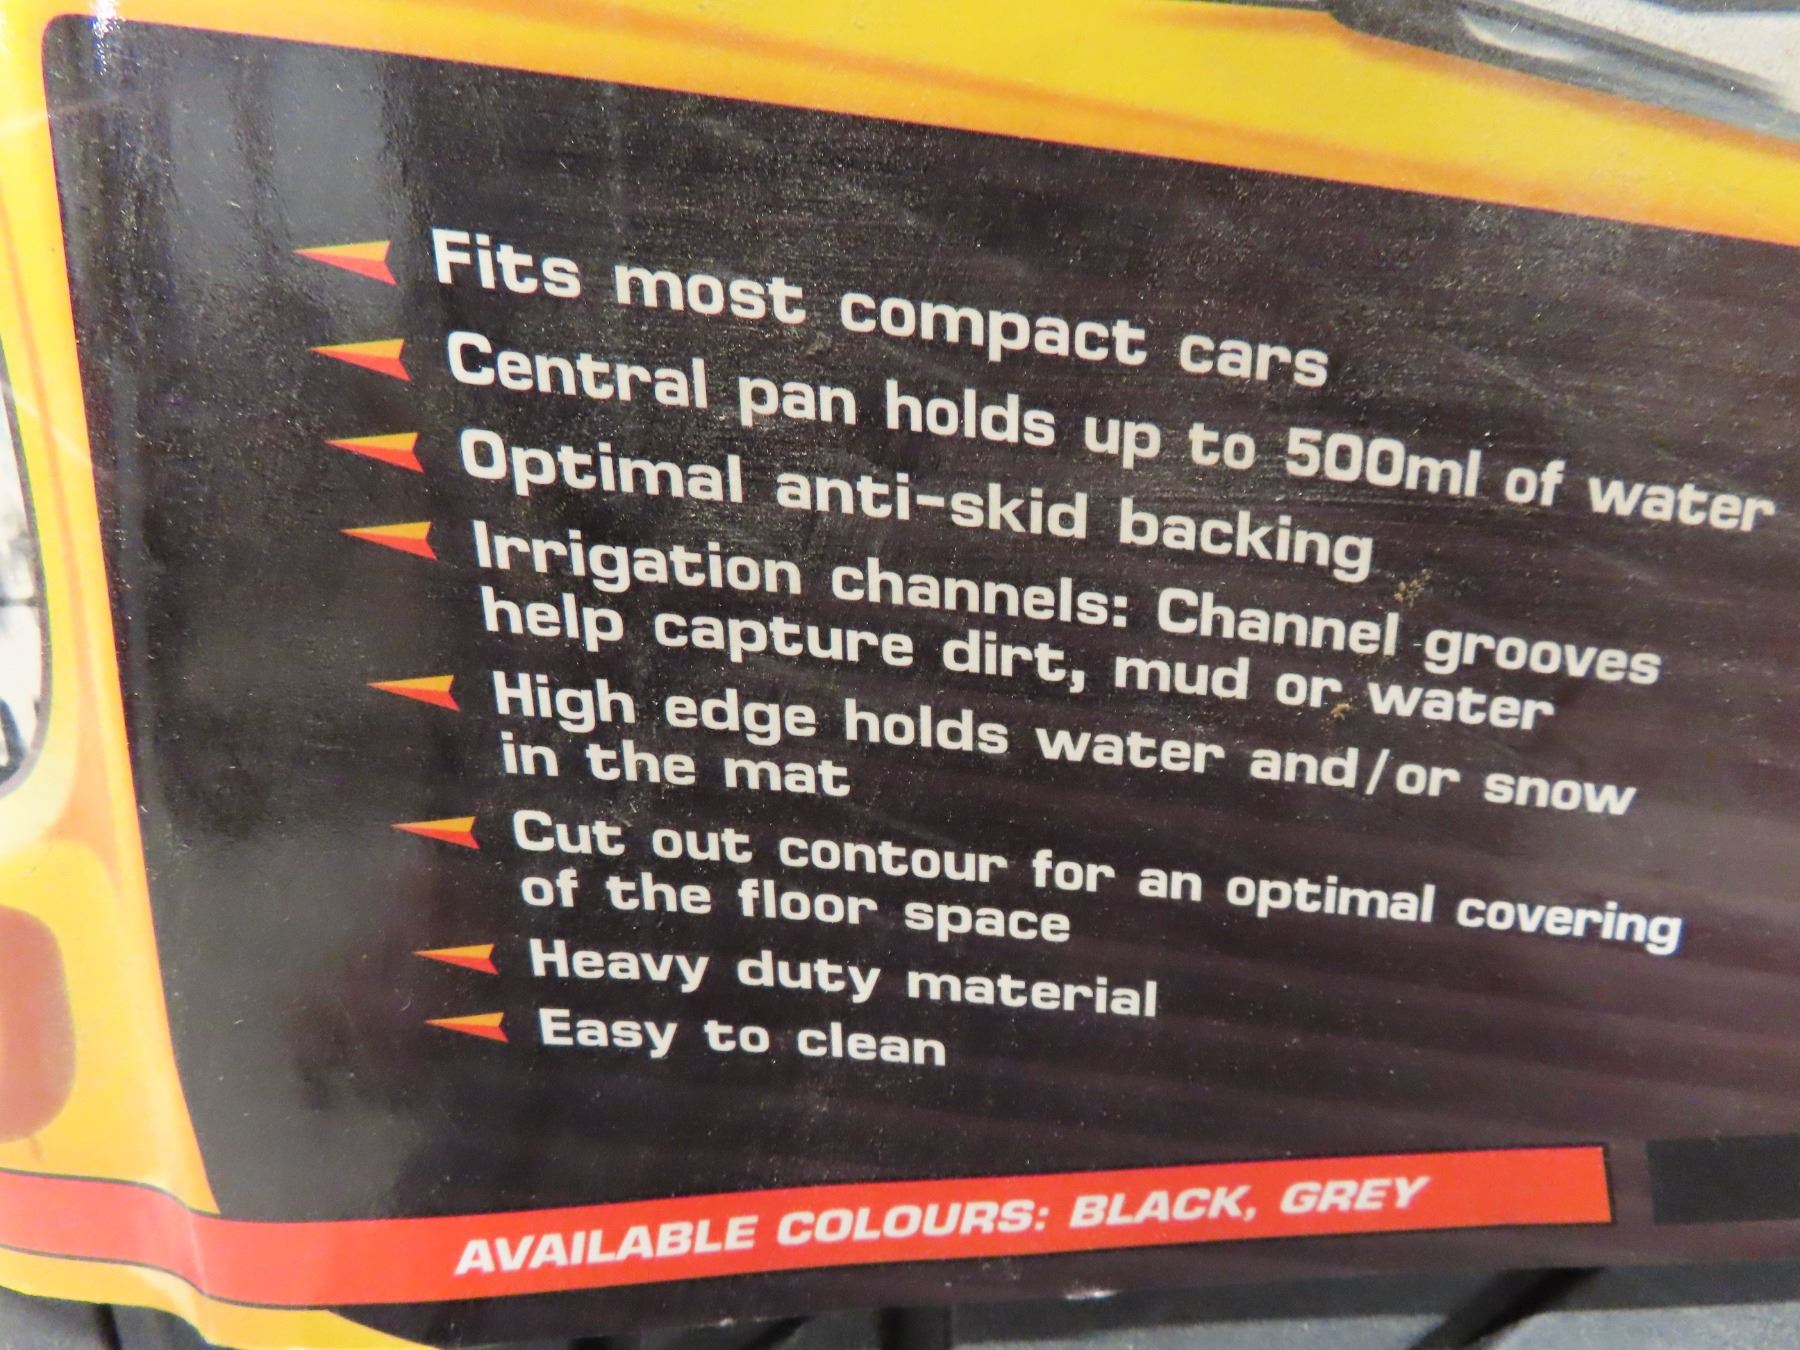 Fits most compact cars
Central pan holds up to 500ml of water
Optimal anti-skid backing
Irrigation channels: Channel grooves
help capture dirt, mud or water
High edge holds water and/or snow
in the mat
Cut out contour for an optimal covering
of the floor space
Heavy duty material
Easy to clean
AVAILABLE COLOURS: BLACK, GREY